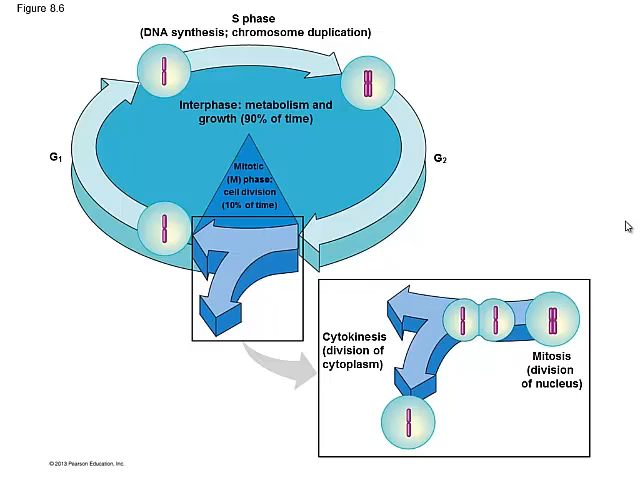 Figure 8.6
S phase
(DNA synthesis; chromosome duplication)
Interphase: metabolism and
growth (90% of time)
G1
G2
Mitotic
(M) phase:
cell division
(10% of time)
Cytokinesis
(division of
cytoplasm)
Mitosis
(division
of nucleus)
© 2013 Pearson Education, Inc.